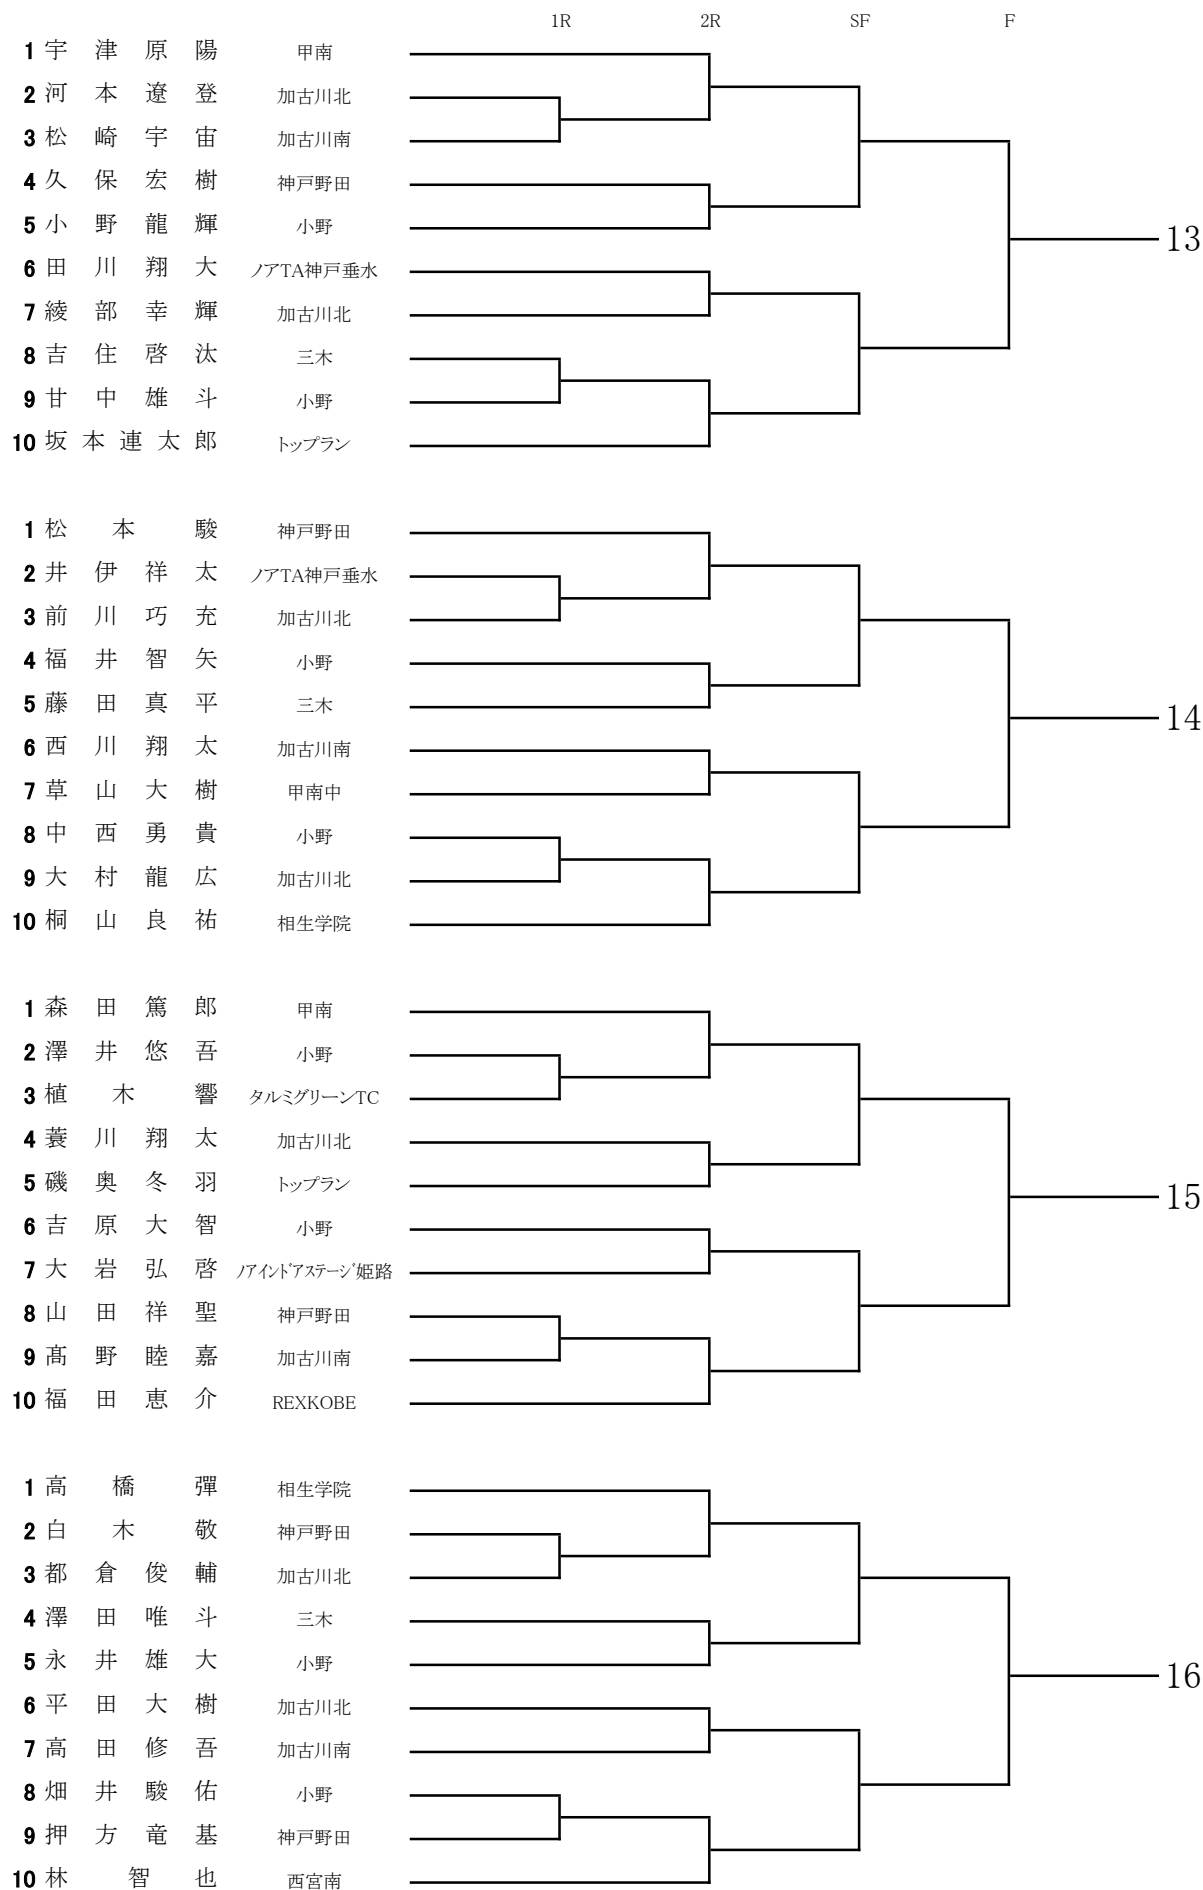 1R 2R SF F
1 宇津原陽 甲南
2 河本遼登 加古川北
3 松崎宇宙 加古川南
4 久保宏樹 神戸野田
5 小野龍輝 小野
13
6 田川翔大 ノアTA神戸垂水
7 綾部幸輝 加古川北
8 吉住啓汰 三木
9 甘中雄斗 小野
10 坂本連太郎 トップラン
1 松本駿 神戸野田
2 井伊祥太 ノアTA神戸垂水
3 前川巧充 加古川北
4 福井智矢 小野
5 藤田真平 三木
14
6 西川翔太 加古川南
7 草山大樹 甲南中
8 中西勇貴 小野
9 大村龍広 加古川北
10 桐山良祐 相生学院
1 森田篤郎 甲南
2 澤井悠吾 小野
3 植木響 タルミグリーンTC
4 蓑川翔太 加古川北
5 磯奥冬羽 トップラン
15
6 吉原大智 小野
7 大岩弘啓 ノアインドアステージ姫路
8 山田祥聖 神戸野田
9 髙野睦嘉 加古川南
10 福田恵介 REXKOBE
1 高橋彈 相生学院
2 白木敬 神戸野田
3 都倉俊輔 加古川北
4 澤田唯斗 三木
5 永井雄大 小野
16
6 平田大樹 加古川北
7 高田修吾 加古川南
8 畑井駿佑 小野
9 押方竜基 神戸野田
10 林智也 西宮南